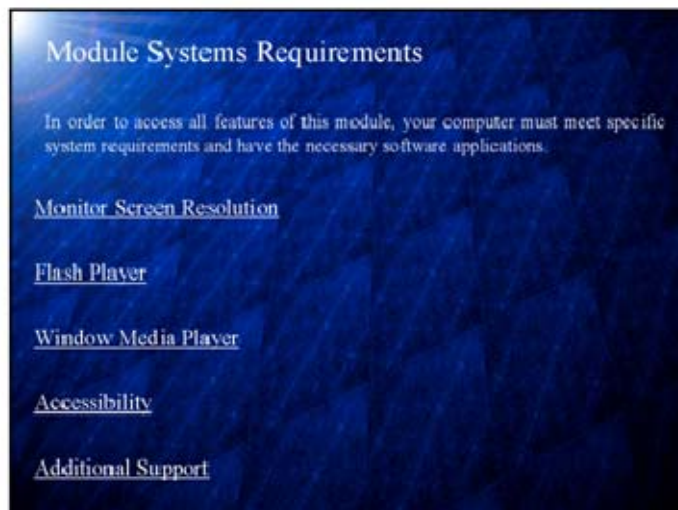 Module Systems Requirements
In order to access all features of this module, your computer must meet specific
system requirements and have the necessary software applications.
Monitor Screen Resolution
Flash Player
Window Media Player
Accessibility
Additional Support